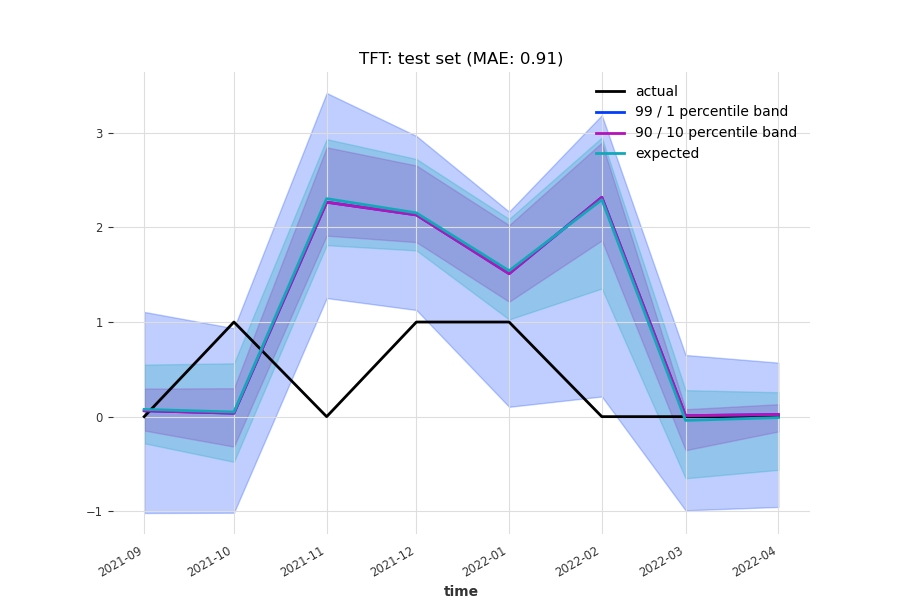 TFT: test set (MAE: 0.91)
actual
99 / 1 percentile band
90 / 10 percentile band
expected
3
2
1
0
−1
2021-09
2021-10
2021-11
2021-12
2022-01
2022-02
2022-03
2022-04
time